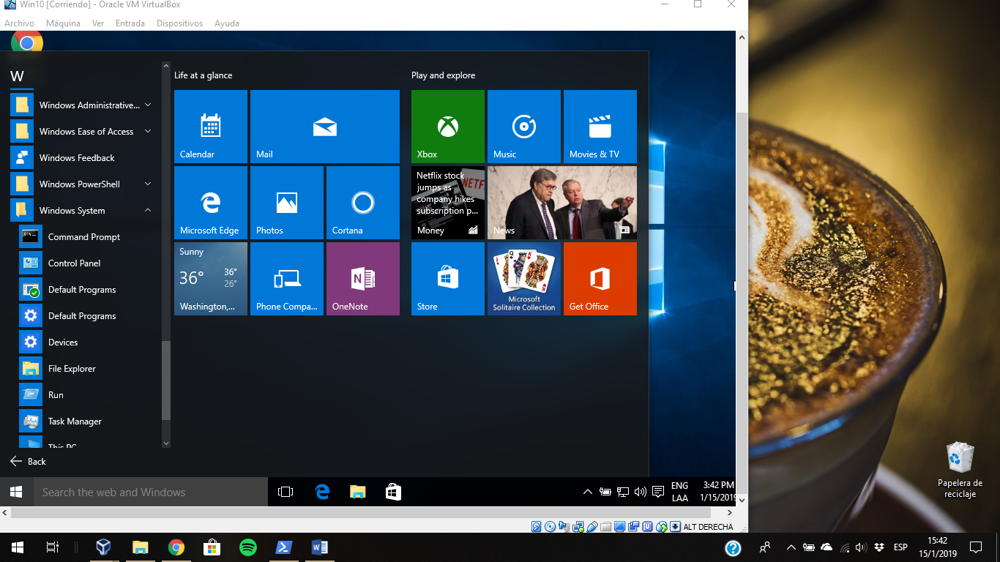 Win10 [Corriendo] - Oracle VM VirtualBox
Archivo Máquina Ver Entrada Dispositivos Ayuda
W
Windows Administrative...
Windows Ease of Access
Windows Feedback
Windows PowerShell
Windows System
Command Prompt
Control Panel
Default Programs
Default Programs
Devices
File Explorer
Run
Task Manager
This PC
Back
Life at a glance
Calendar
Mail
Microsoft Edge
Photos
Cortana
Sunny
36° 36°
26°
Washington,...
Phone Compa...
OneNote
Play and explore
Xbox
Music
Movies & TV
Netflix stock
jumps as
company hikes
subscription p...
Money
News
Store
Microsoft
Solitaire Collection
Get Office
Search the web and Windows
ENG
LAA
3:42 PM
1/15/2019
ALT DERECHA
Papelera de
reciclaje
ESP
15:42
15/1/2019